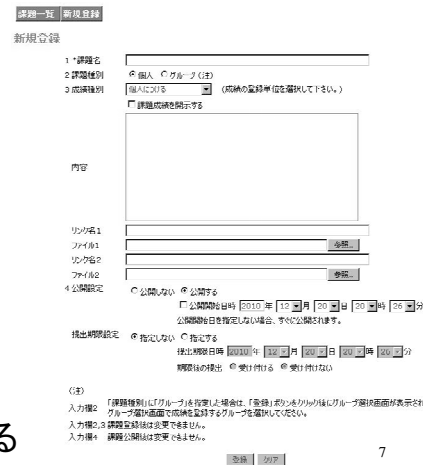 課題一覧 新規登録
新規登録
1 *課題名
2 課題種別 個人 グループ(注)
3 成績種別 個人につける (成績の登録単位を選択して下さい。)
課題成績を開示する
内容
リンク名1
ファイル1 参照...
リンク名2
ファイル2 参照...
4 公開設定 公開しない 公開する
公開開始日時 2010 年 12 月 20 日 20 時 26 分
公開開始日を指定しない場合、すぐに公開されます。
提出期限設定 指定しない 指定する
提出期限日時 2010 年 12 月 20 日 20 時 26 分
期限後の提出 受け付ける 受け付けない
(注)
入力欄2 「課題種別」に「グループ」を指定した場合は、「登録」ボタンをクリック後にグループ選択画面が表示され
グループ選択画面で成績を登録するグループを選択してください。
入力欄2,3 課題登録後は変更できません。
入力欄4 課題公開後は変更できません。
る
登録 クリア
7